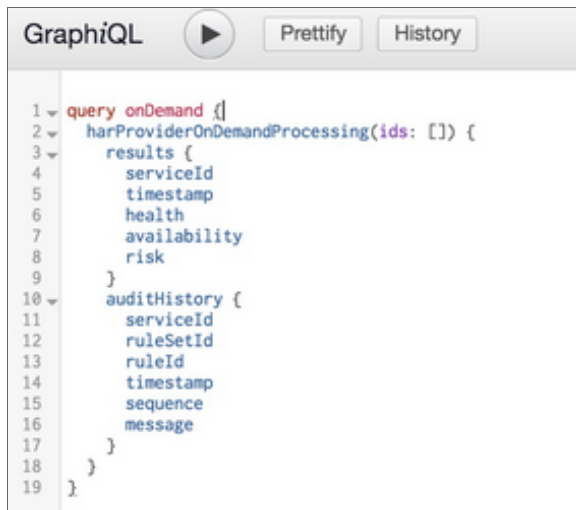 GraphiQL Prettify History
1 query onDemand {
2 harProviderOnDemandProcessing(ids: []) {
3 results {
4 serviceId
5 timestamp
6 health
7 availability
8 risk
9 }
10 auditHistory {
11 serviceId
12 ruleSetId
13 ruleId
14 timestamp
15 sequence
16 message
17 }
18 }
19 }